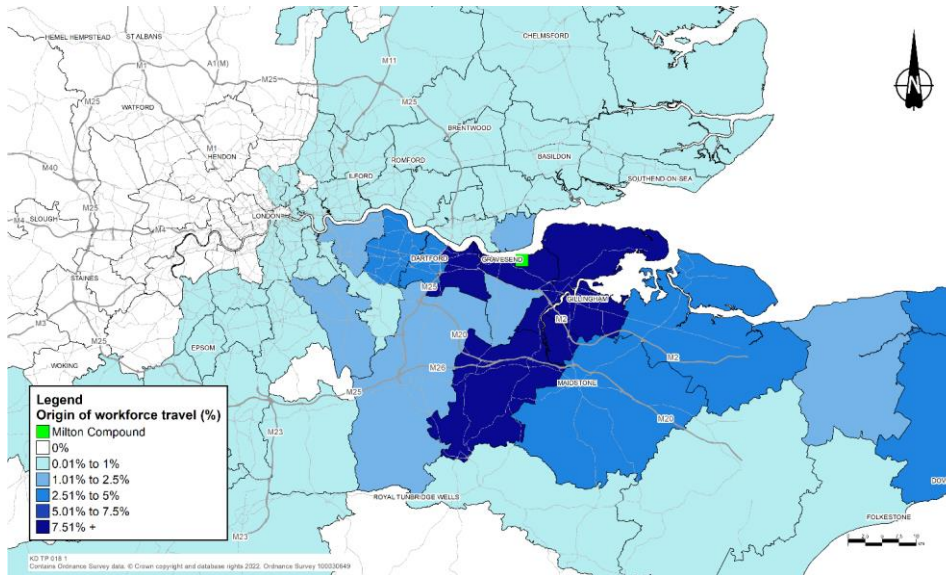 HEMEL HEMPSTEAD
ST ALBANS
CHELMSFORD
M1
A1(M)
M25
M11
M25
WATFORD
M25
BRENTWOOD
M1
HENDON
ROMFORD
BASILDON
M40
ILFORD
SOUTHEND-ON-SEA
M25
SLOUGH
LONDON
M4
M4
DARTFORD
GRAVESEND
STAINES
M25
GILLINGHAM
M3
M20
M2
M25
EPSOM
M2
WOKING
M26
M25
MAIDSTONE
M20
M23
ROYAL TUNBRIDGE WELLS
FOLKESTONE
M23
N
Legend
Origin of workforce travel (%)
Milton Compound
0%
0.01% to 1%
1.01% to 2.5%
2.51% to 5%
5.01% to 7.5%
7.51% +
KD TP 018 1
Contains Ordnance Survey data. © Crown copyright and database rights 2022. Ordnance Survey 100030649